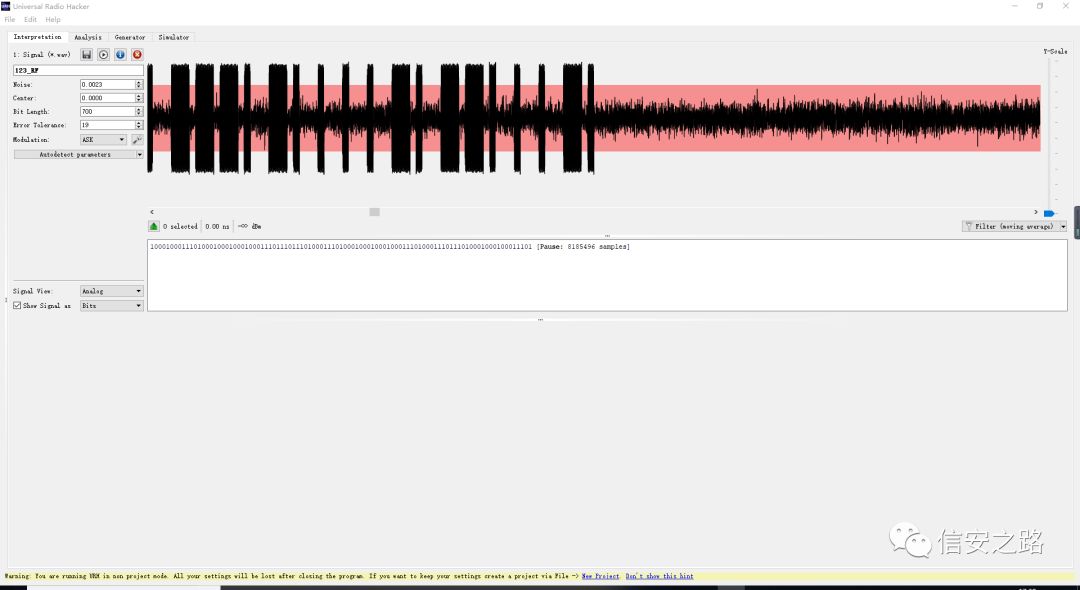 Universal Radio Hacker
File Edit Help
Interpretation Analysis Generator Simulator
1: Signal (*.wav)
Y-Scale
123_RF
Noise: 0.0023
Center: 0.0000
Bit Length: 700
Error Tolerance: 19
Modulation: ASK
Autodetect parameters
0 selected 0.00 ns -∞ dBm Filter (moving average)
1000100011101000100010001000111011101110100011101000100010001000111010001110111010001000100011101 [Pause: 8185496 samples]
Signal View: Analog
Show Signal as Bits
信安之路
Warning: You are running URH in non project mode. All your settings will be lost after closing the program. If you want to keep your settings create a project via File -> New Project. Don't show this hint